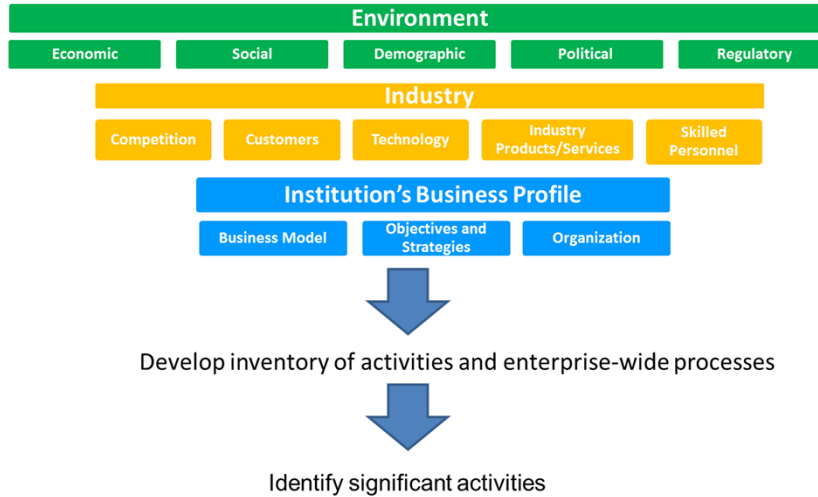 Environment
Economic
Social
Demographic
Political
Regulatory
Industry
Competition
Customers
Technology
Industry
Products/Services
Skilled
Personnel
Institution's Business Profile
Business Model
Objectives and
Strategies
Organization
Develop inventory of activities and enterprise-wide processes
Identify significant activities